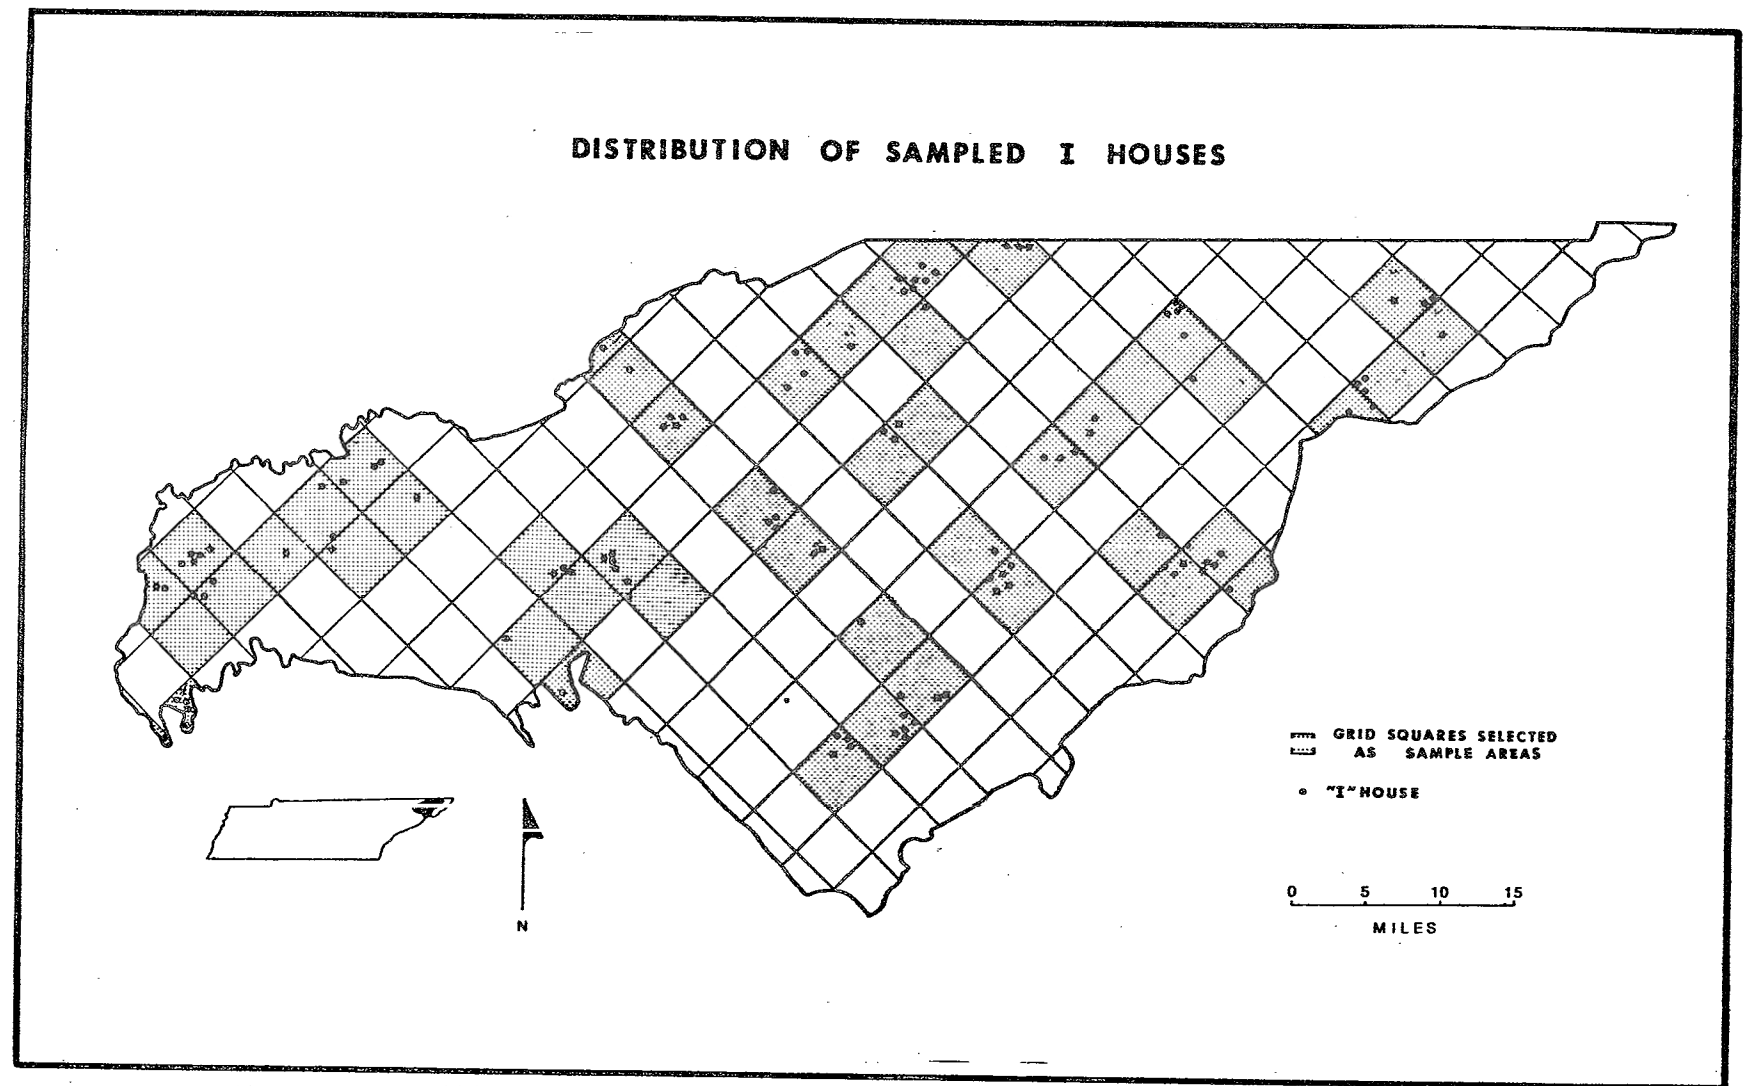 DISTRIBUTION OF SAMPLED I HOUSES
GRID SQUARES SELECTED
AS SAMPLE AREAS
"I" HOUSE
0 5 10 15
MILES
N